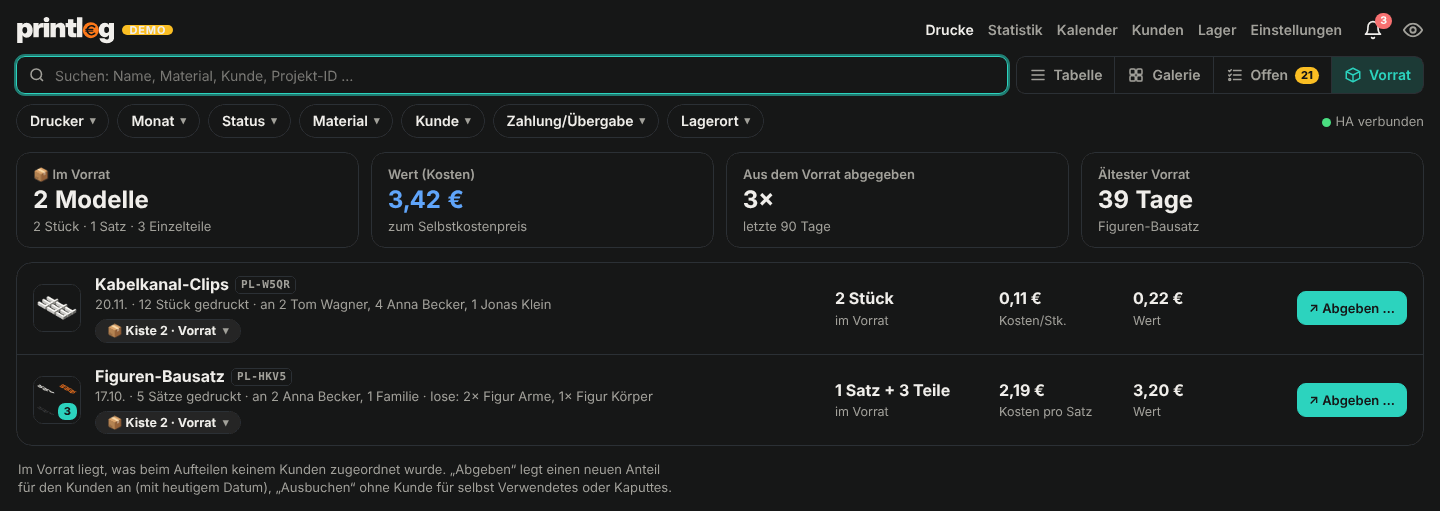 printlog DEMO
Drucke Statistik Kalender Kunden Lager Einstellungen 3
Suchen: Name, Material, Kunde, Projekt-ID ...
Tabelle Galerie Offen 21 Vorrat
Drucker ▾ Monat ▾ Status ▾ Material ▾ Kunde ▾ Zahlung/Übergabe ▾ Lagerort ▾
HA verbunden
📦 Im Vorrat
2 Modelle
2 Stück · 1 Satz · 3 Einzelteile
Wert (Kosten)
3,42 €
zum Selbstkostenpreis
Aus dem Vorrat abgegeben
3×
letzte 90 Tage
Ältester Vorrat
39 Tage
Figuren-Bausatz
Kabelkanal-Clips PL-W5QR
20.11. · 12 Stück gedruckt · an 2 Tom Wagner, 4 Anna Becker, 1 Jonas Klein
📦 Kiste 2 · Vorrat ▾
2 Stück
im Vorrat
0,11 €
Kosten/Stk.
0,22 €
Wert
↗ Abgeben ...
3
Figuren-Bausatz PL-HKV5
17.10. · 5 Sätze gedruckt · an 2 Anna Becker, 1 Familie · lose: 2× Figur Arme, 1× Figur Körper
📦 Kiste 2 · Vorrat ▾
1 Satz + 3 Teile
im Vorrat
2,19 €
Kosten pro Satz
3,20 €
Wert
↗ Abgeben ...
Im Vorrat liegt, was beim Aufteilen keinem Kunden zugeordnet wurde. „Abgeben“ legt einen neuen Anteil
für den Kunden an (mit heutigem Datum), „Ausbuchen“ ohne Kunde für selbst Verwendetes oder Kaputtes.